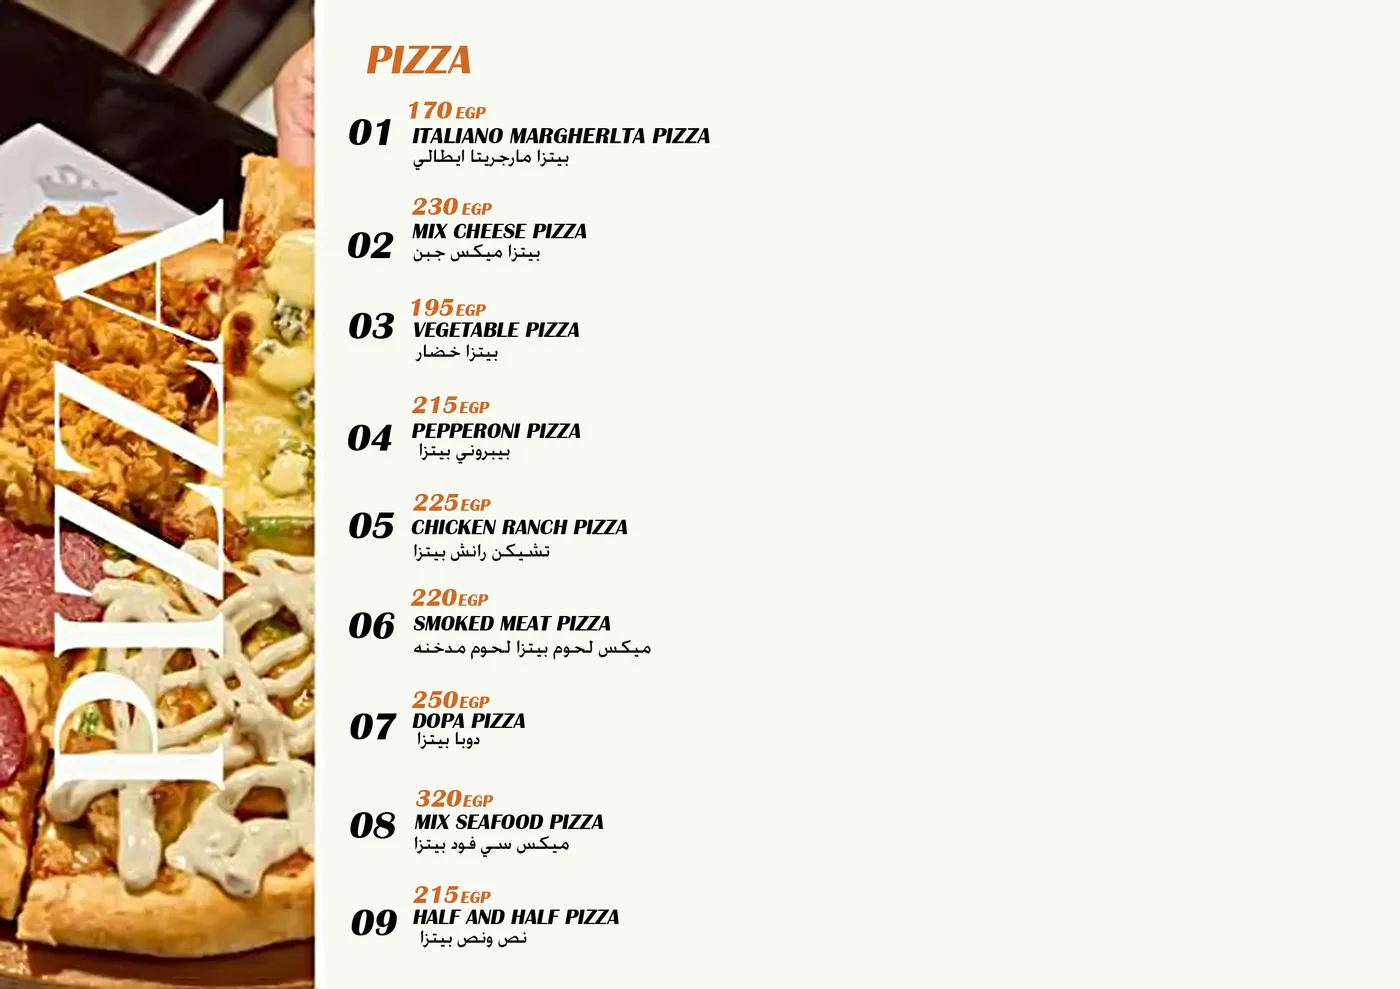 PIZZA
PIZZA
170 EGP
01 ITALIANO MARGHERLTA PIZZA
بيتزا مارجريتا ايطالي
230 EGP
02 MIX CHEESE PIZZA
بيتزا ميكس جبن
195 EGP
03 VEGETABLE PIZZA
بيتزا خضار
215 EGP
04 PEPPERONI PIZZA
بيبروني بيتزا
225 EGP
05 CHICKEN RANCH PIZZA
تشيكن رانش بيتزا
220 EGP
06 SMOKED MEAT PIZZA
ميكس لحوم بيتزا لحوم مدخنه
250 EGP
07 DOPA PIZZA
دوبا بيتزا
320 EGP
08 MIX SEAFOOD PIZZA
ميكس سي فود بيتزا
215 EGP
09 HALF AND HALF PIZZA
نص ونص بيتزا